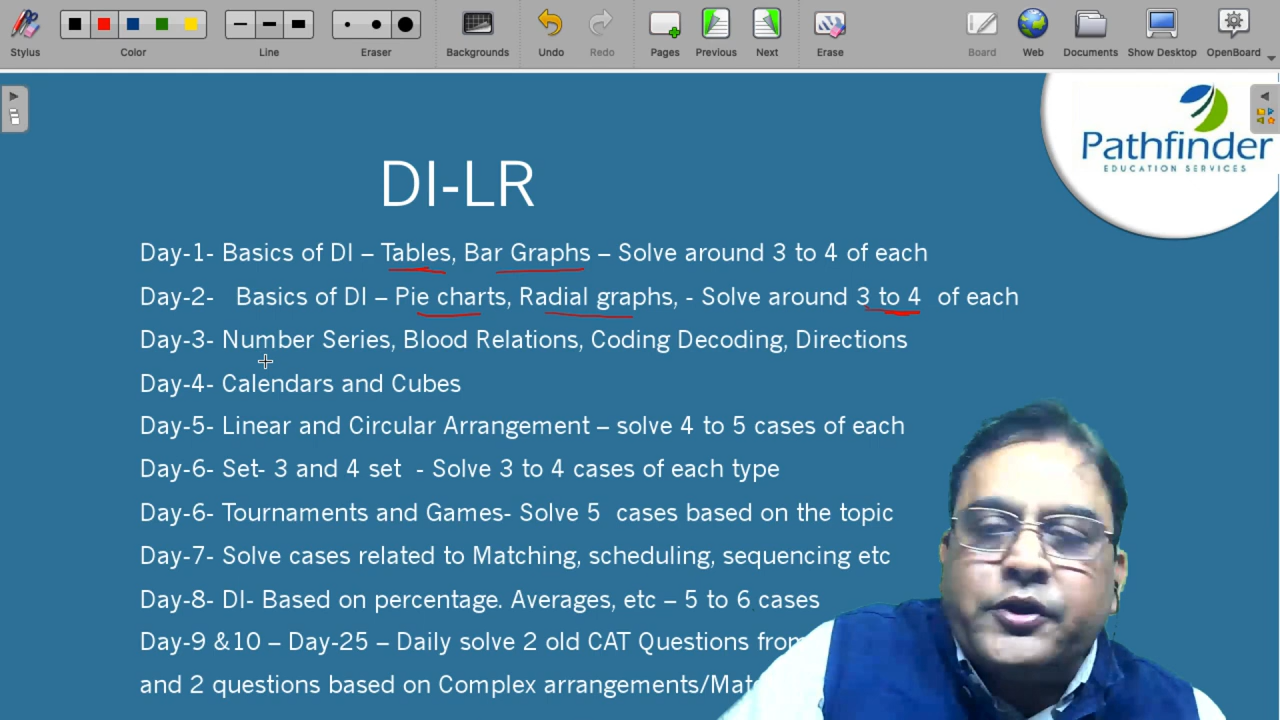 Stylus
Color
Line
Eraser
Backgrounds
Undo
Redo
Pages
Previous
Next
Erase
Board
Web
Documents
Show Desktop
OpenBoard
Pathfinder
EDUCATION SERVICES
DI-LR
Day-1- Basics of DI – Tables, Bar Graphs – Solve around 3 to 4 of each
Day-2- Basics of DI – Pie charts, Radial graphs, - Solve around 3 to 4 of each
Day-3- Number Series, Blood Relations, Coding Decoding, Directions
Day-4- Calendars and Cubes
Day-5- Linear and Circular Arrangement – solve 4 to 5 cases of each
Day-6- Set- 3 and 4 set - Solve 3 to 4 cases of each type
Day-6- Tournaments and Games- Solve 5 cases based on the topic
Day-7- Solve cases related to Matching, scheduling, sequencing etc
Day-8- DI- Based on percentage. Averages, etc – 5 to 6 cases
Day-9 &10 – Day-25 – Daily solve 2 old CAT Questions
and 2 questions based on Complex arrangements/